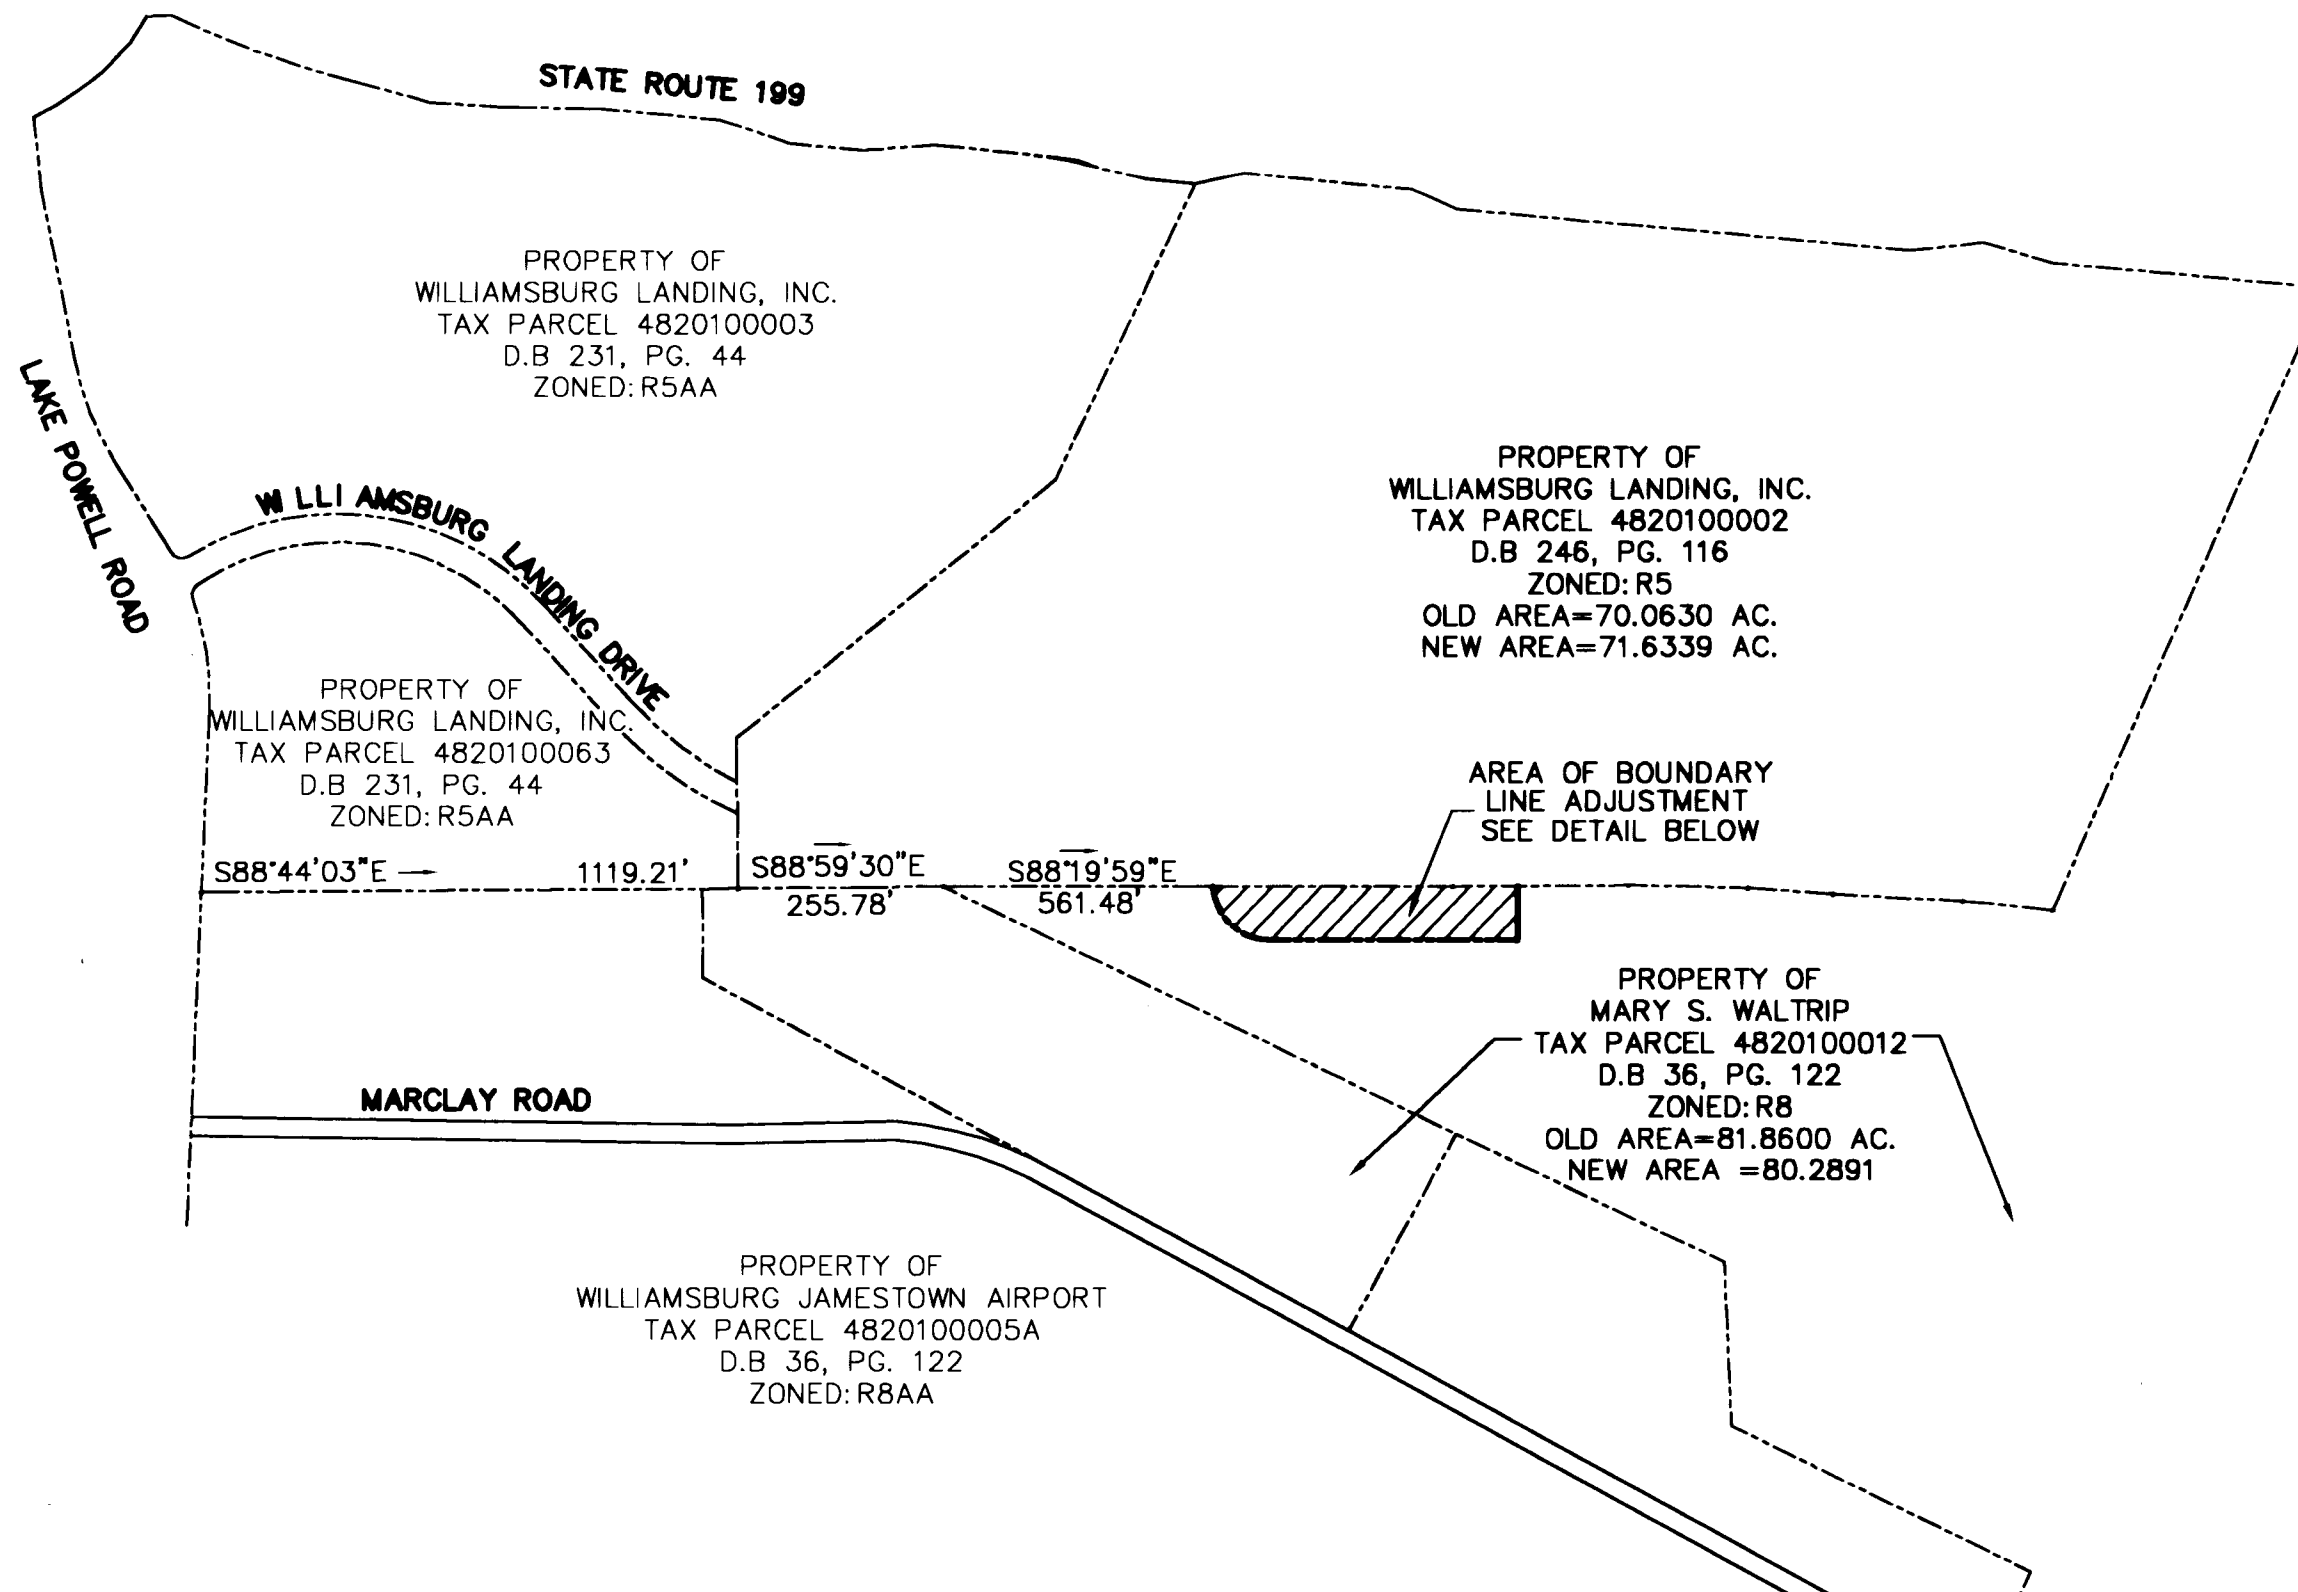 STATE ROUTE 199
PROPERTY OF
WILLIAMSBURG LANDING, INC.
TAX PARCEL 4820100003
D.B 231, PG. 44
ZONED: R5AA
LAKE POWELL ROAD
WILLIAMSBURG LANDING DRIVE
PROPERTY OF
WILLIAMSBURG LANDING, INC.
TAX PARCEL 4820100002
D.B 246, PG. 116
ZONED: R5
OLD AREA=70.0630 AC.
NEW AREA=71.6339 AC.
PROPERTY OF
WILLIAMSBURG LANDING, INC.
TAX PARCEL 4820100063
D.B 231, PG. 44
ZONED: R5AA
AREA OF BOUNDARY
LINE ADJUSTMENT
SEE DETAIL BELOW
S88°44'03"E 1119.21'
S88°59'30"E
255.78'
S88°19'59"E
561.48'
PROPERTY OF
MARY S. WALTRIP
TAX PARCEL 4820100012
D.B 36, PG. 122
ZONED: R8
OLD AREA=81.8600 AC.
NEW AREA =80.2891
MARCLAY ROAD
PROPERTY OF
WILLIAMSBURG JAMESTOWN AIRPORT
TAX PARCEL 4820100005A
D.B 36, PG. 122
ZONED: R8AA